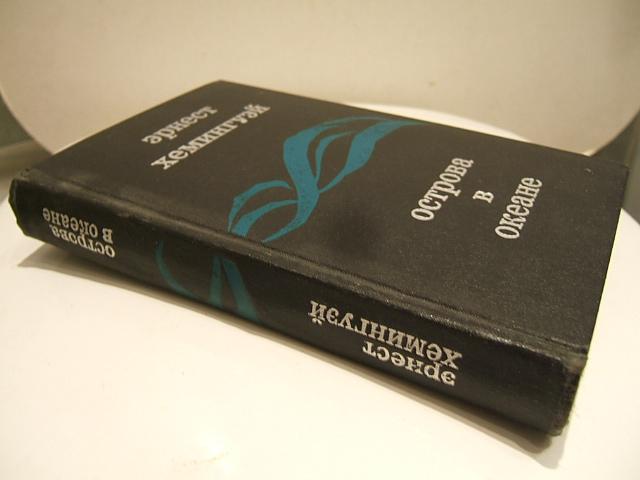 эрнест
хемингуэй
острова
в
океане
эрнест
хемингуэй
острова
в океане